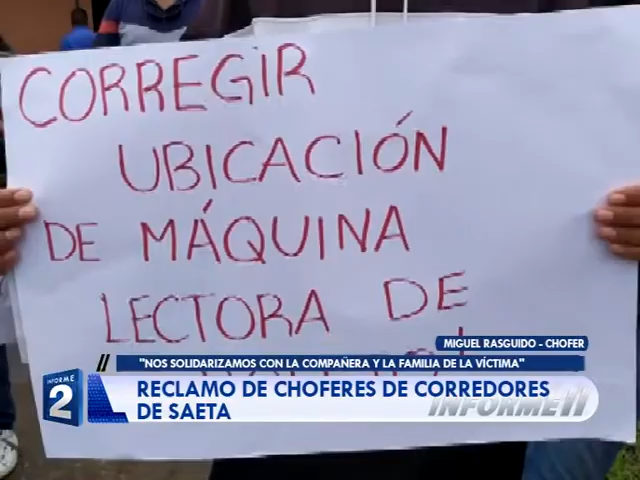 CORREGIR
UBICACIÓN
DE MÁQUINA
LECTORA DE
MIGUEL RASGUIDO - CHOFER
"NOS SOLIDARIZAMOS CON LA COMPAÑERA Y LA FAMILIA DE LA VÍCTIMA"
INFORME
2
RECLAMO DE CHOFERES DE CORREDORES
DE SAETA
INFORME 11